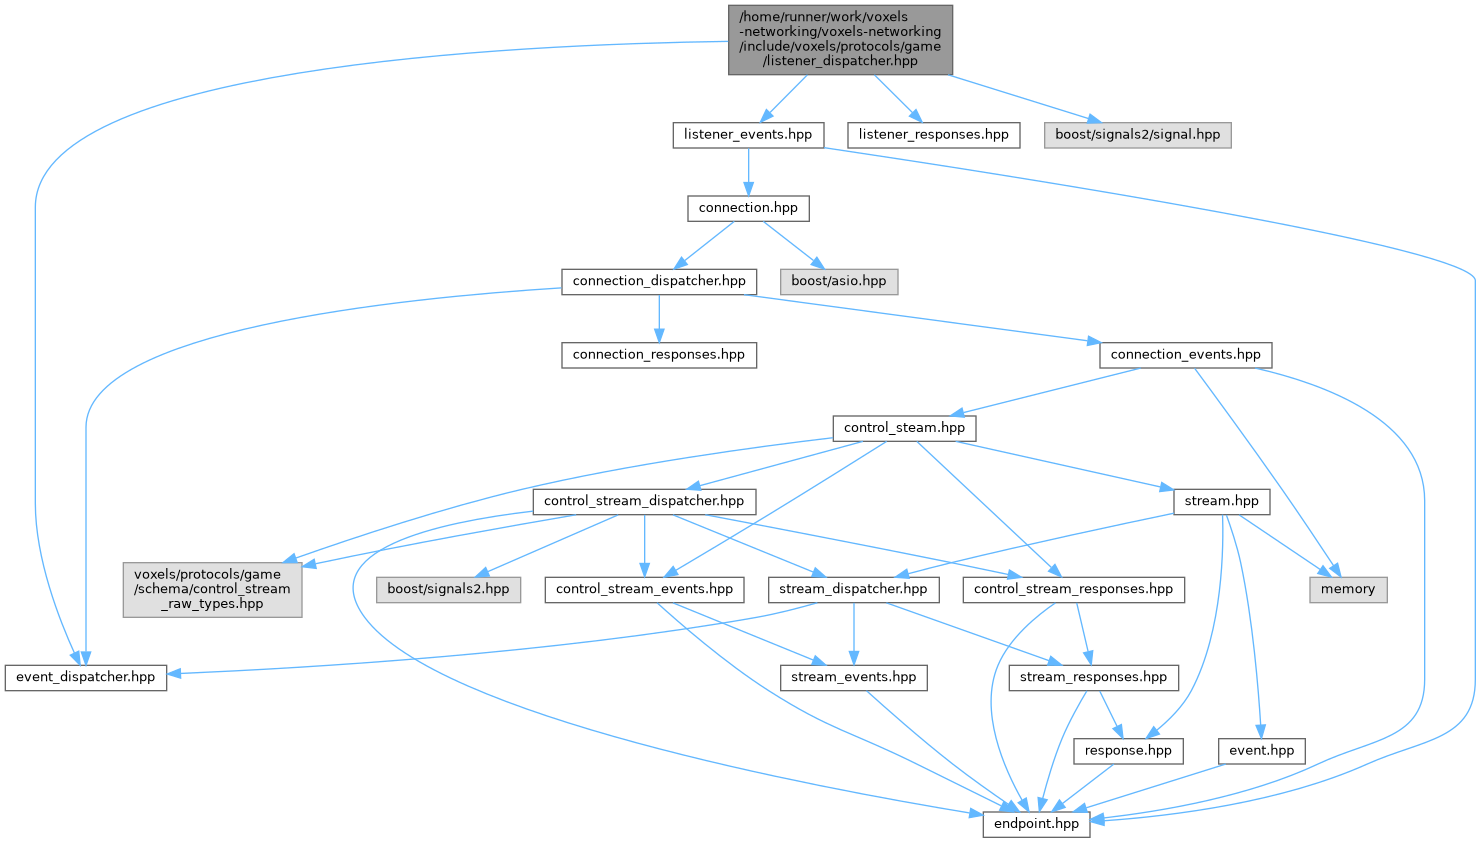 /home/runner/work/voxels
-networking/voxels-networking
/include/voxels/protocols/game
/listener_dispatcher.hpp
listener_events.hpp
listener_responses.hpp
boost/signals2/signal.hpp
connection.hpp
connection_dispatcher.hpp
boost/asio.hpp
connection_responses.hpp
connection_events.hpp
control_steam.hpp
control_stream_dispatcher.hpp
stream.hpp
voxels/protocols/game
/schema/control_stream
_raw_types.hpp
boost/signals2.hpp
control_stream_events.hpp
stream_dispatcher.hpp
control_stream_responses.hpp
memory
event_dispatcher.hpp
stream_events.hpp
stream_responses.hpp
response.hpp
event.hpp
endpoint.hpp